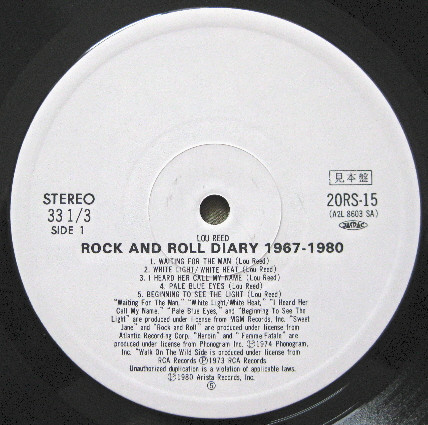 見本盤
STEREO
33 1/3
SIDE 1
20RS-15
(A2L 8603 SA)
JASRAC
LOU REED
ROCK AND ROLL DIARY 1967-1980
1. WAITING FOR THE MAN (Lou Reed)
2. WHITE LIGHT/WHITE HEAT (Lou Reed)
3. I HEARD HER CALL MY NAME (Lou Reed)
4. PALE BLUE EYES (Lou Reed)
5. BEGINNING TO SEE THE LIGHT (Lou Reed)
"Waiting For The Man," "White Light/White Heat," "I Heard Her
Call My Name," "Pale Blue Eyes," and "Beginning To See The
Light" are produced under license from MGM Records, Inc. "Sweet
Jane" and "Rock and Roll" are produced under license from
Atlantic Recording Corp. "Heroin" and "Femme Fatale" are
produced under license from Phonogram Inc. Ⓟ1974 Phonogram,
Inc. "Walk On The Wild Side is produced under license from
RCA Records Ⓟ1973 RCA Records
Unauthorized duplication is a violation of applicable laws.
Ⓟ1980 Arista Records, Inc.
Ⓢ